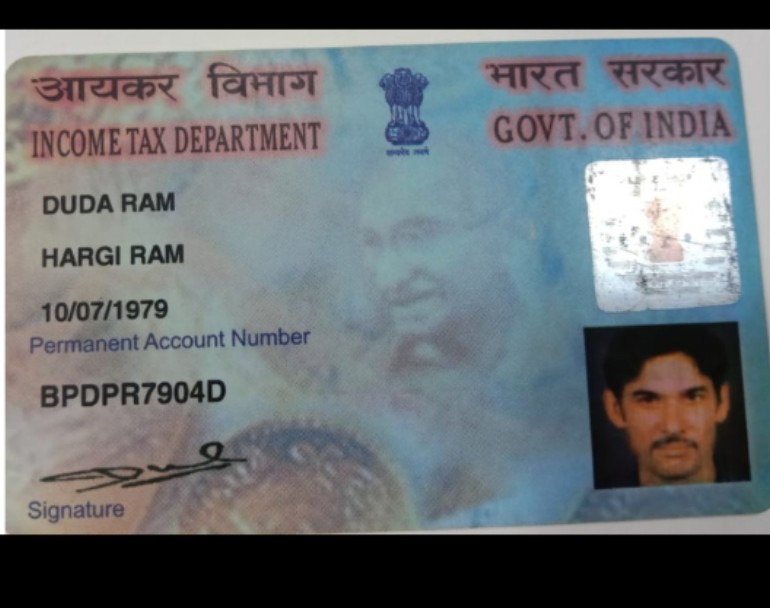 आयकर विभाग
INCOME TAX DEPARTMENT
भारत सरकार
GOVT. OF INDIA
सत्यमेव जयते
DUDA RAM
HARGI RAM
10/07/1979
Permanent Account Number
BPDPR7904D
Signature